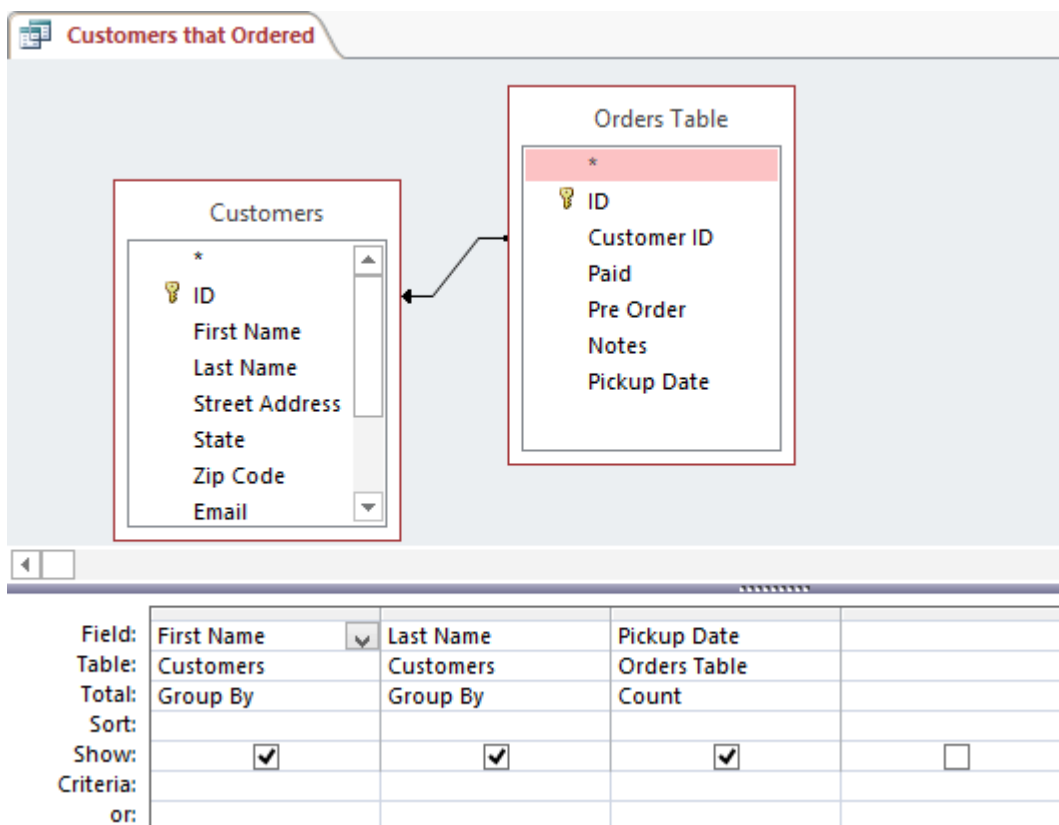 Customers that Ordered
Orders Table
*
ID
Customer ID
Paid
Pre Order
Notes
Pickup Date
Customers
*
ID
First Name
Last Name
Street Address
State
Zip Code
Email
Field: First Name Last Name Pickup Date
Table: Customers Customers Orders Table
Total: Group By Group By Count
Sort:
Show:
Criteria:
or: